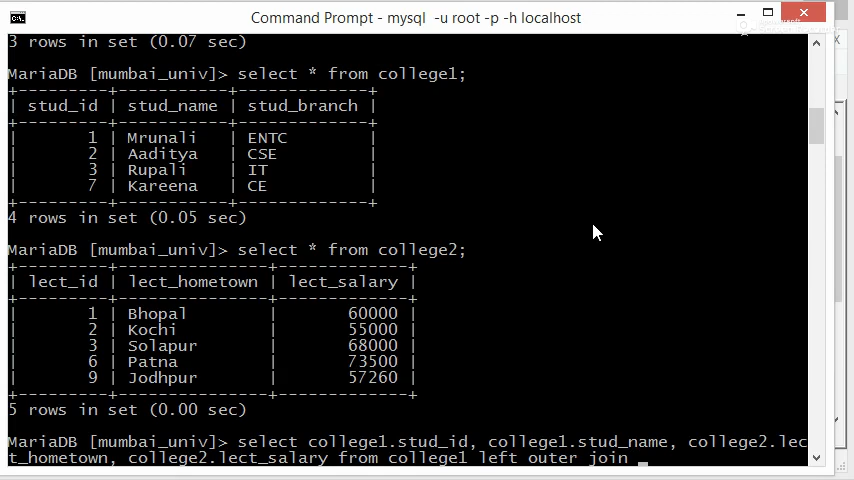 Command Prompt - mysql -u root -p -h localhost
3 rows in set (0.07 sec)
MariaDB [mumbai_univ]> select * from college1;
+---------+-----------+-------------+
| stud_id | stud_name | stud_branch |
+---------+-----------+-------------+
| 1 | Mrunali | ENTC |
| 2 | Aaditya | CSE |
| 3 | Rupali | IT |
| 7 | Kareena | CE |
+---------+-----------+-------------+
4 rows in set (0.05 sec)
MariaDB [mumbai_univ]> select * from college2;
+---------+---------------+-------------+
| lect_id | lect_hometown | lect_salary |
+---------+---------------+-------------+
| 1 | Bhopal | 60000 |
| 2 | Kochi | 55000 |
| 3 | Solapur | 68000 |
| 6 | Patna | 73500 |
| 9 | Jodhpur | 57260 |
+---------+---------------+-------------+
5 rows in set (0.00 sec)
MariaDB [mumbai_univ]> select college1.stud_id, college1.stud_name, college2.lec
t_hometown, college2.lect_salary from college1 left outer join _